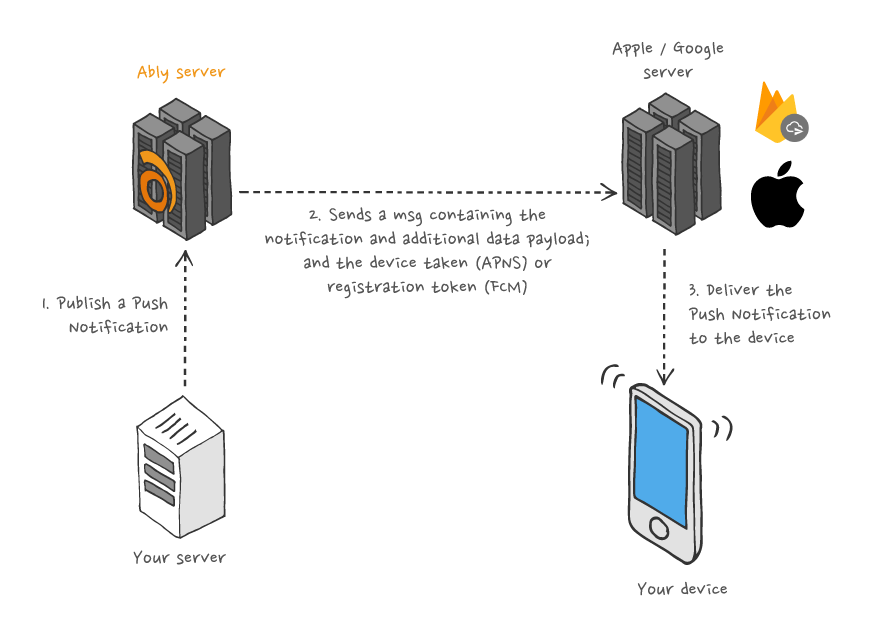 Apple / Google
server
Ably server
2. Sends a msg containing the
notification and additional data payload;
and the device taken (APNS) or
registration token (FCM)
1. Publish a Push
Notification
3. Deliver the
Push Notification
to the device
Your server
Your device